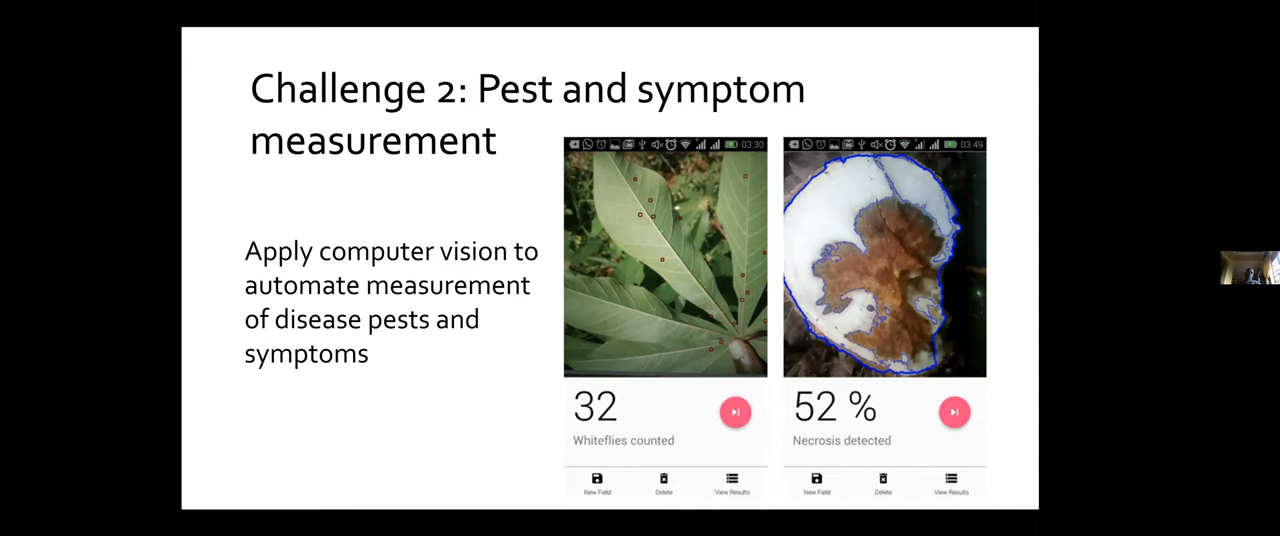 Challenge 2: Pest and symptom
measurement
Apply computer vision to
automate measurement
of disease pests and
symptoms
03:30
32
Whiteflies counted
New Field
Delete
View Results
03:49
52 %
Necrosis detected
New Field
Delete
View Results